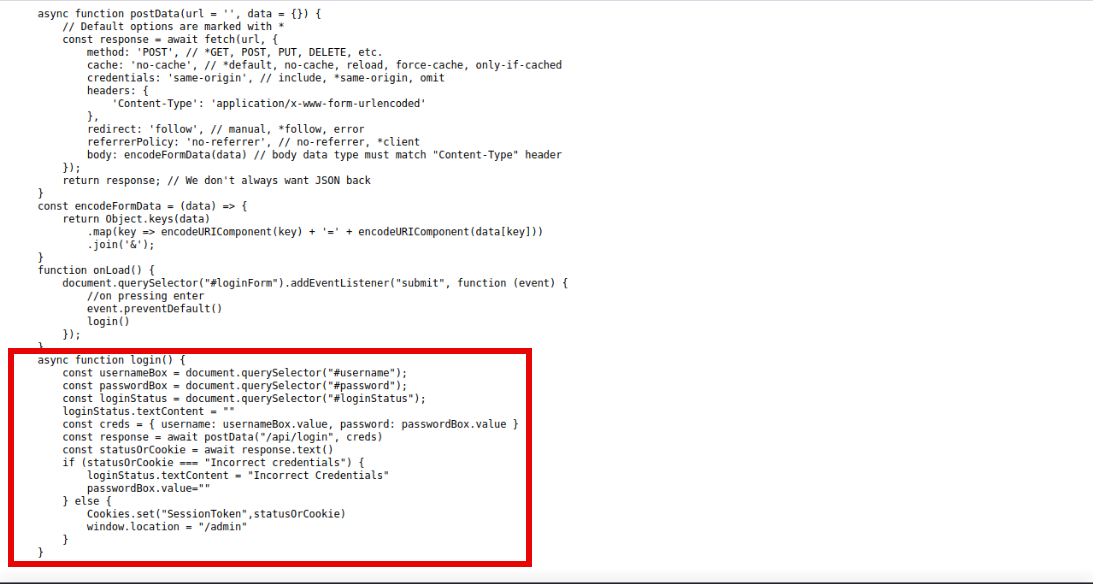 async function postData(url = '', data = {}) {
    // Default options are marked with *
    const response = await fetch(url, {
        method: 'POST', // *GET, POST, PUT, DELETE, etc.
        cache: 'no-cache', // *default, no-cache, reload, force-cache, only-if-cached
        credentials: 'same-origin', // include, *same-origin, omit
        headers: {
            'Content-Type': 'application/x-www-form-urlencoded'
        },
        redirect: 'follow', // manual, *follow, error
        referrerPolicy: 'no-referrer', // no-referrer, *client
        body: encodeFormData(data) // body data type must match "Content-Type" header
    });
    return response; // We don't always want JSON back
}
const encodeFormData = (data) => {
    return Object.keys(data)
        .map(key => encodeURIComponent(key) + '=' + encodeURIComponent(data[key]))
        .join('&');
}
function onLoad() {
    document.querySelector("#loginForm").addEventListener("submit", function (event) {
        //on pressing enter
        event.preventDefault()
        login()
    });
}
async function login() {
    const usernameBox = document.querySelector("#username");
    const passwordBox = document.querySelector("#password");
    const loginStatus = document.querySelector("#loginStatus");
    loginStatus.textContent = ""
    const creds = { username: usernameBox.value, password: passwordBox.value }
    const response = await postData("/api/login", creds)
    const statusOrCookie = await response.text()
    if (statusOrCookie === "Incorrect credentials") {
        loginStatus.textContent = "Incorrect Credentials"
        passwordBox.value=""
    } else {
        Cookies.set("SessionToken",statusOrCookie)
        window.location = "/admin"
    }
}